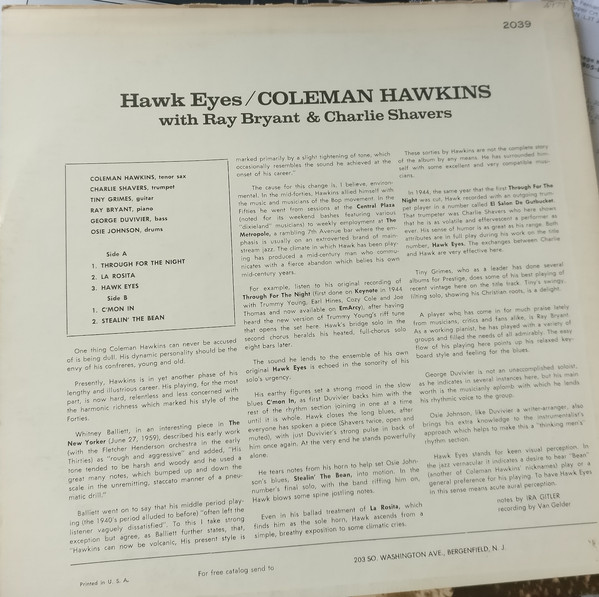 2039
Hawk Eyes/COLEMAN HAWKINS
with Ray Bryant & Charlie Shavers
COLEMAN HAWKINS, tenor sax
CHARLIE SHAVERS, trumpet
TINY GRIMES, guitar
RAY BRYANT, piano
GEORGE DUVIVIER, bass
OSIE JOHNSON, drums
Side A
1. THROUGH FOR THE NIGHT
2. LA ROSITA
3. HAWK EYES
Side B
1. C'MON IN
2. STEALIN' THE BEAN
One thing Coleman Hawkins can never be accused
of is being dull. His dynamic personality should be the
envy of his confreres, young and old.
Presently, Hawkins is in yet another phase of his
lengthy and illustrious career. His playing, for the most
part, is now hard, relentless and less concerned with
the harmonic richness which marked his style of the
Forties.
Whitney Balliett, in an interesting piece in The
New Yorker (June 27, 1959), described his early work
(with the Fletcher Henderson orchestra in the early
Thirties) as "rough and aggressive" and added, "His
tone tended to be harsh and woody and he used a
great many notes, which bumped up and down the
scale in the unremitting, staccato manner of a pneu-
matic drill."
Balliett went on to say that his middle period play-
ing (the 1940's period alluded to before) "often left the
listener vaguely dissatisfied". To this I take strong
exception but agree, as Balliett further states, that,
"Hawkins can now be volcanic, His present style is
marked primarily by a slight tightening of tone, which
occasionally resembles the sound he achieved at the
onset of his career."
The cause for this change is, I believe, environ-
mental. In the mid-forties, Hawkins allied himself with
the music and musicians of the Bop movement. In the
Fifties he went from sessions at the Central Plaza
(noted for its weekend bashes featuring various
"dixieland" musicians) to weekly employment at The
Metropole, a rambling 7th Avenue bar where the em-
phasis is usually on an extroverted brand of main-
stream jazz. The climate in which Hawk has been play-
ing has produced a mid-century man who commu-
nicates with a fierce abandon which belies his own
mid-century years.
For example, listen to his original recording of
Through For The Night (first done on Keynote in 1944
with Trummy Young, Earl Hines, Cozy Cole and Joe
Thomas and now available on EmArcy), after having
heard the new version of Trummy Young's riff tune
that opens the set here. Hawk's bridge solo in the
second chorus heralds his heated, full-chorus solo
eight bars later.
The sound he lends to the ensemble of his own
original Hawk Eyes is echoed in the sonority of his
solo's urgency.
His earthy figures set a strong mood in the slow
blues C'mon In, as first Duvivier backs him with the
rest of the rhythm section joining in one at a time
until it is whole. Hawk closes the long blues, after
everyone has spoken a piece (Shavers twice, open and
muted), with just Duvivier's strong pulse in back of
him once again. At the very end he stands powerfully
alone.
He tears notes from his horn to help set Osie John-
son's blues, Stealin' The Bean, into motion. In the
number's final solo, with the band riffing him on,
Hawk blows some spine jostling notes.
Even in his ballad treatment of La Rosita, which
finds him as the sole horn, Hawk ascends from a
simple, breathy exposition to some climatic cries.
These sorties by Hawkins are not the complete story
of the album by any means. He has surrounded him-
self with some excellent and very compatible musi-
cians.
In 1944, the same year that the first Through For The
Night was cut, Hawk recorded with an outgoing trum-
pet player in a number called El Salon De Gutbucket.
That trumpeter was Charlie Shavers who here shows
that he is as volatile and effervescent a performer as
ever. His sense of humor is as great as his range. Both
attributes are in full play during his work on the title
number, Hawk Eyes. The exchanges between Charlie
and Hawk are very effective here.
Tiny Grimes, who as a leader has done several
albums for Prestige, does some of his best playing of
recent vintage here on the title track. Tiny's swinging,
lilting solo, showing his Christian roots, is a delight.
A player who has come in for much praise lately
from musicians, critics and fans alike, is Ray Bryant.
As a working pianist, he has played with a variety of
groups and filled the needs of all admirably. The easy
flow of his playing here points up his relaxed key-
board style and feeling for the blues.
George Duvivier is not an unaccomplished soloist,
as he indicates in several instances here, but his main
worth is the muscularity aplomb with which he lends
his rhythmic voice to the group.
Osie Johnson, like Duvivier a writer-arranger, also
brings his extra knowledge to the instrumentalist's
approach which helps to make this a "thinking men's"
rhythm section.
Hawk Eyes stands for keen visual perception. In
the jazz vernacular it indicates a desire to hear "Bean"
(another of Coleman Hawkins' nicknames) play or a
general preference for his playing. To have Hawk Eyes
in this sense means acute aural perception.
notes by IRA GITLER
recording by Van Gelder
Printed in U. S. A.
For free catalog send to
203 SO. WASHINGTON AVE., BERGENFIELD, N. J.